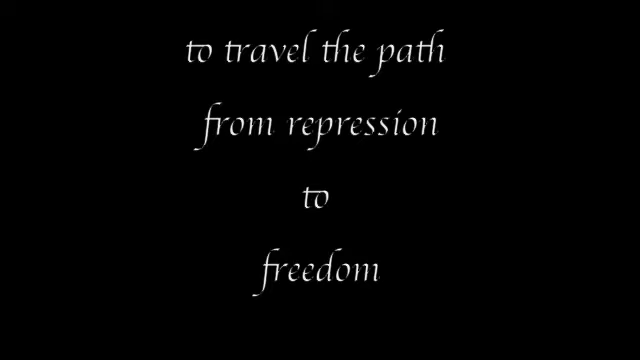 to travel the path
from repression
to
freedom